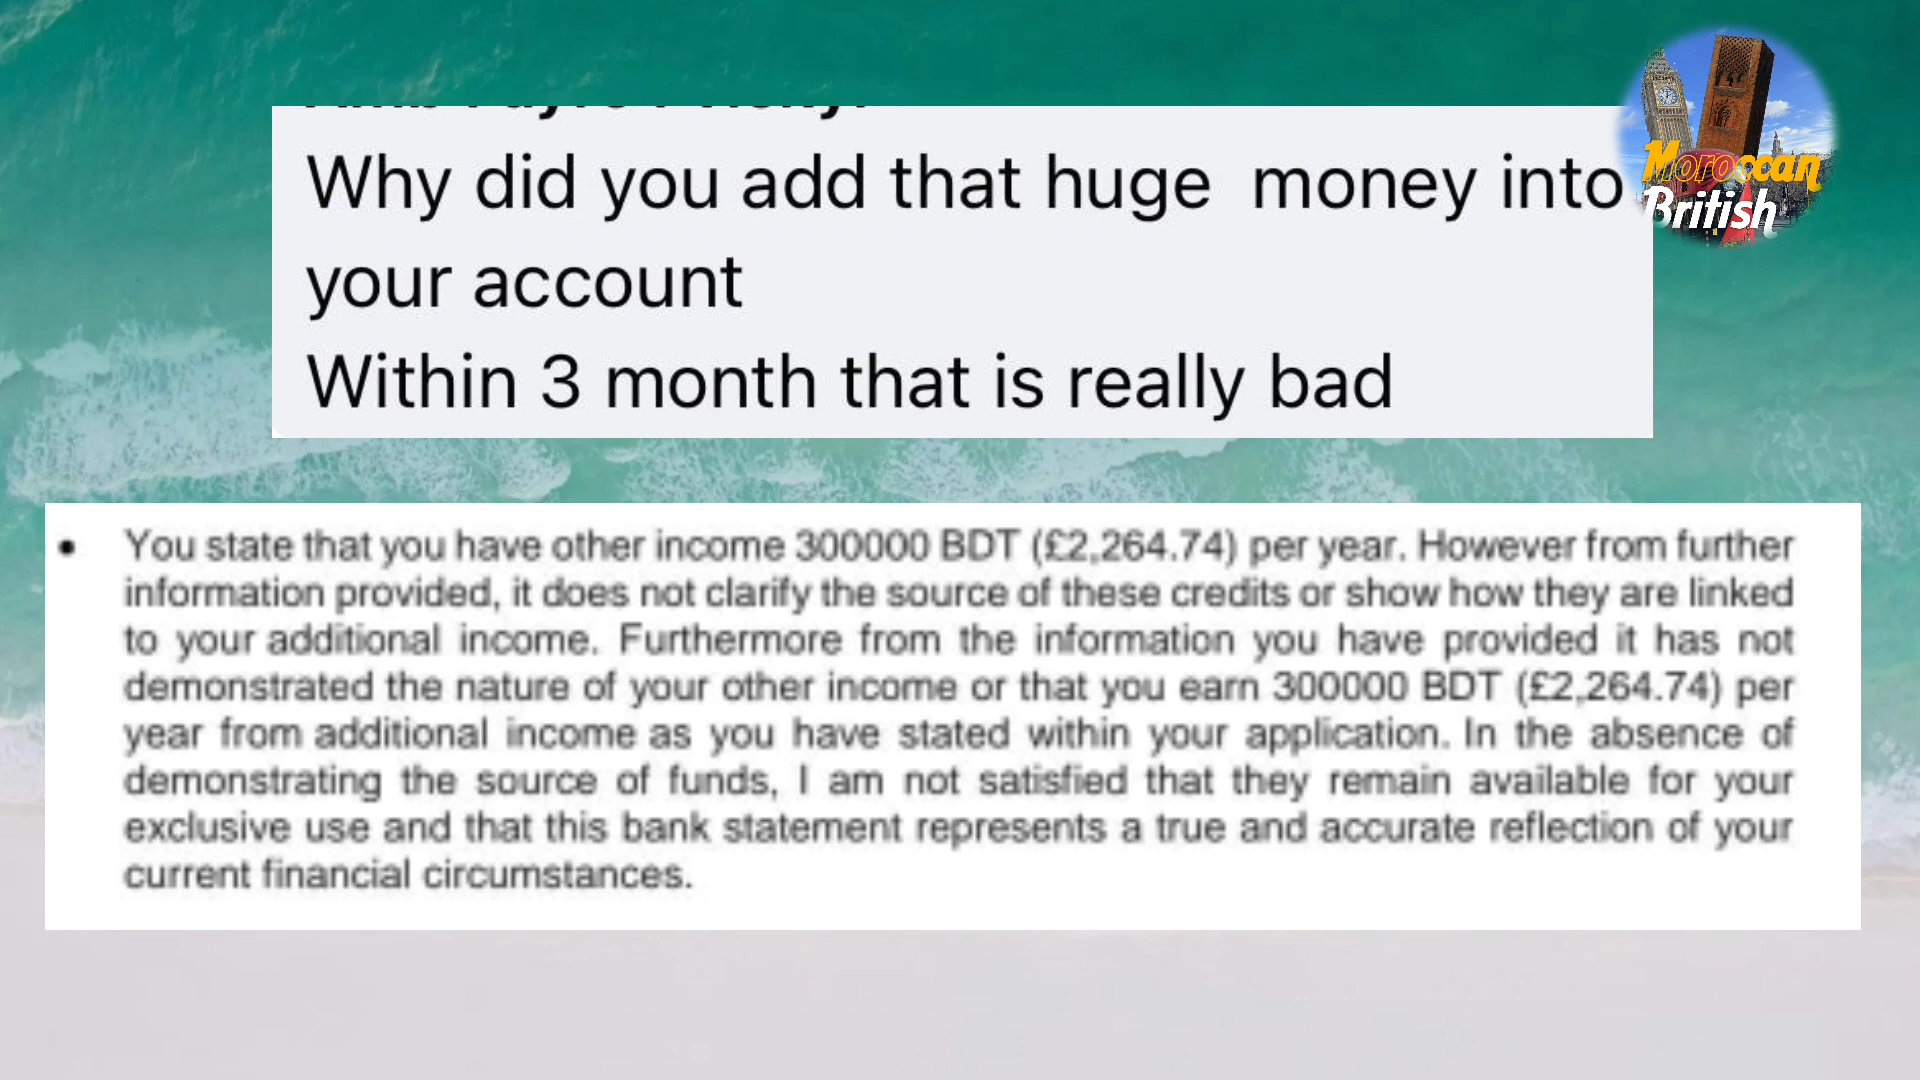 Why did you add that huge money into
your account
Within 3 month that is really bad
Moroccan
British
• You state that you have other income 300000 BDT (£2,264.74) per year. However from further
information provided, it does not clarify the source of these credits or show how they are linked
to your additional income. Furthermore from the information you have provided it has not
demonstrated the nature of your other income or that you earn 300000 BDT (£2,264.74) per
year from additional income as you have stated within your application. In the absence of
demonstrating the source of funds, I am not satisfied that they remain available for your
exclusive use and that this bank statement represents a true and accurate reflection of your
current financial circumstances.